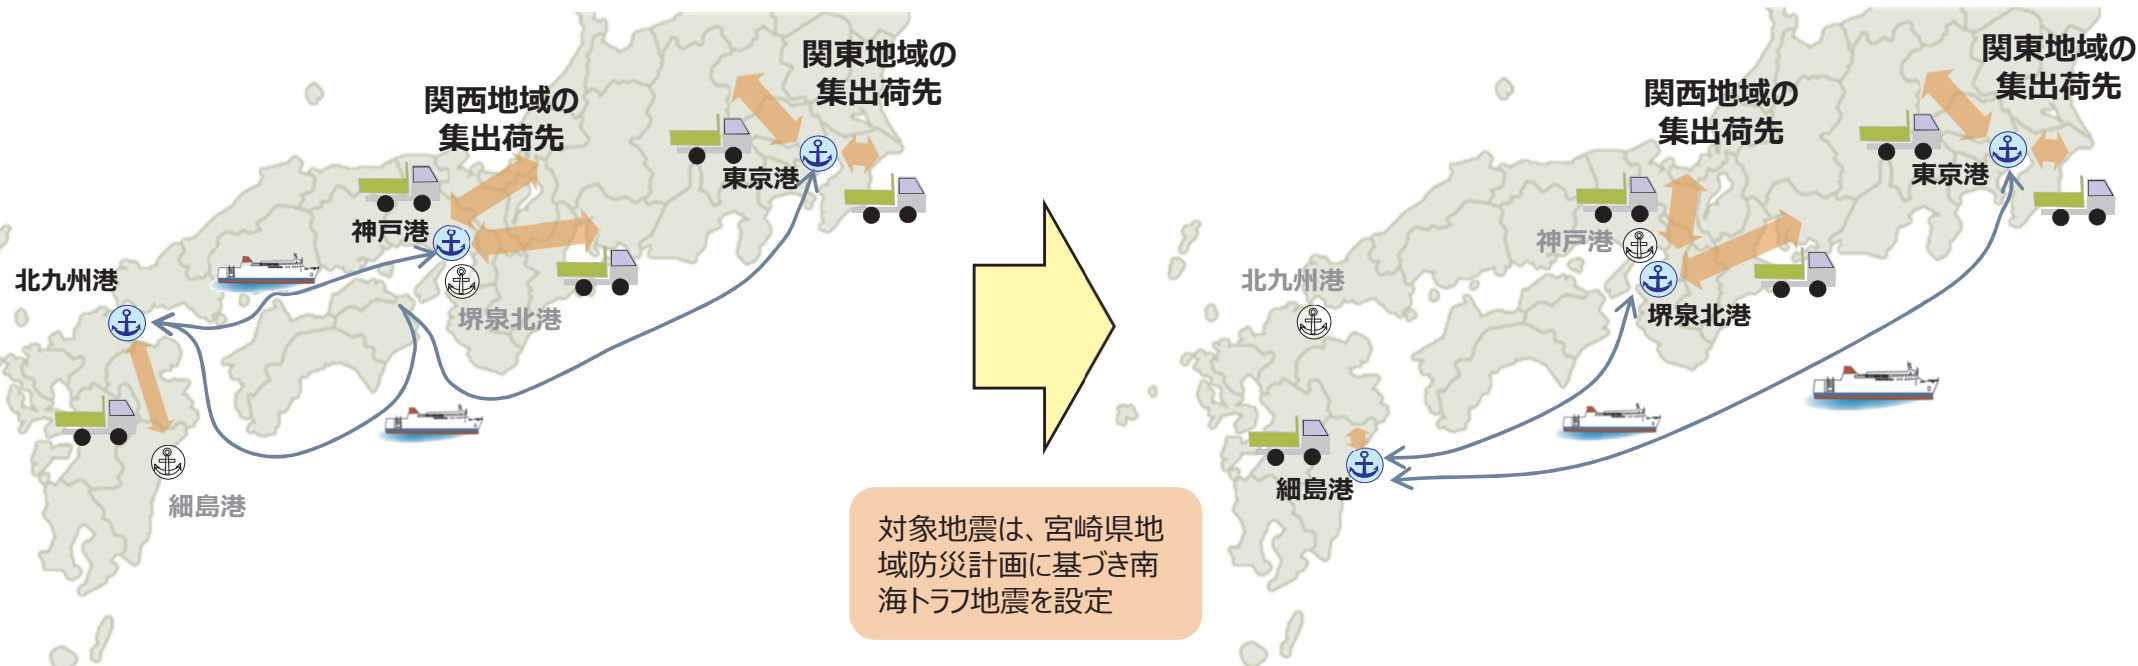 関東地域の
集出荷先
関西地域の
集出荷先
東京港
神戸港
北九州港
堺泉北港
細島港
対象地震は、宮崎県地
域防災計画に基づき南
海トラフ地震を設定
関東地域の
集出荷先
関西地域の
集出荷先
東京港
神戸港
北九州港
堺泉北港
細島港